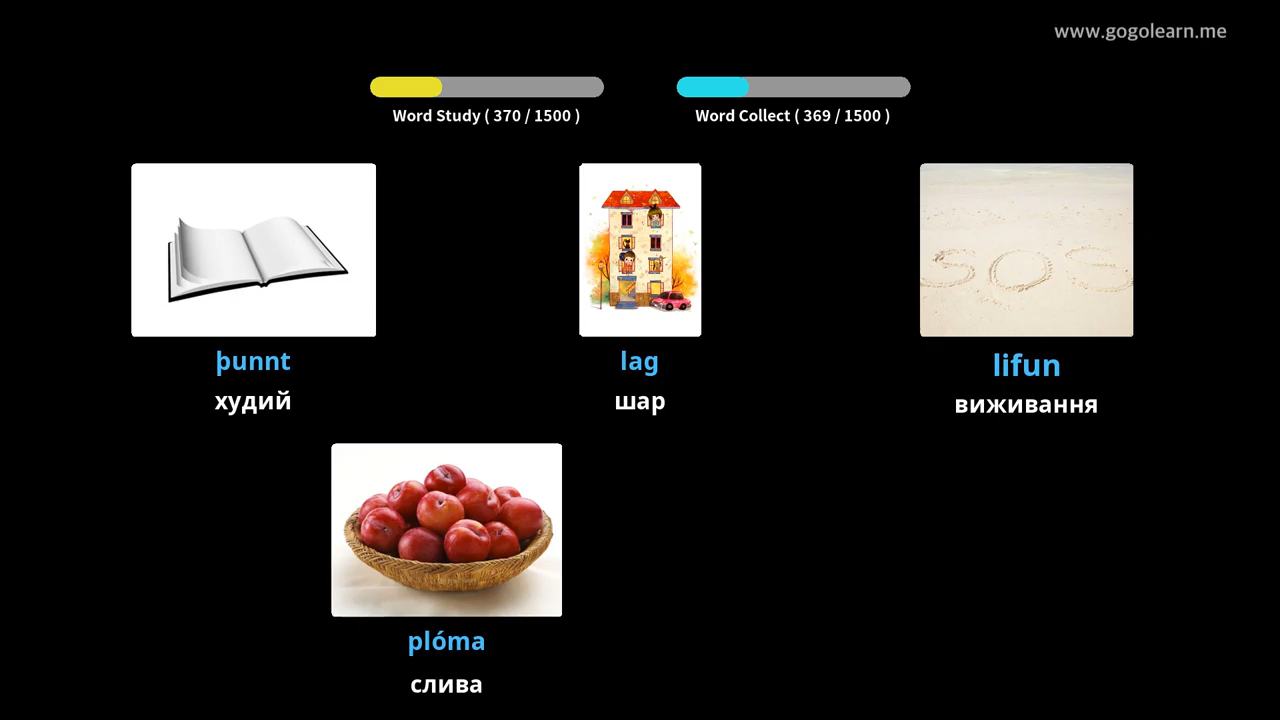 www.gogolearn.me
Word Study ( 370 / 1500 )
Word Collect ( 369 / 1500 )
þunnt
худий
lag
шар
SOS
lifun
виживання
plóma
слива